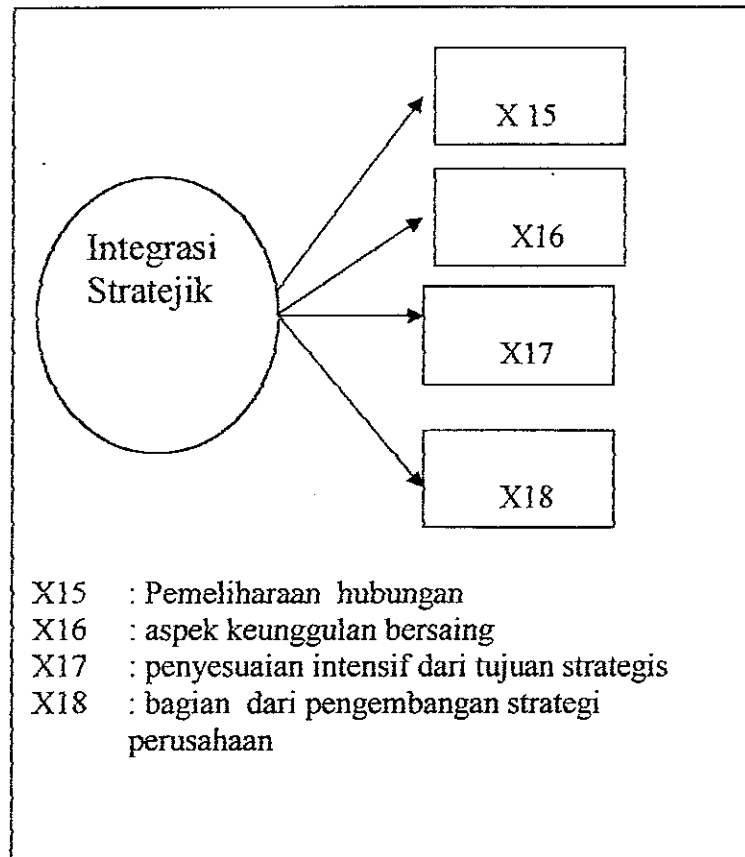 X 15
X16
Integrasi
Stratejik
X17
X18
X15 : Pemeliharaan hubungan
X16 : aspek keunggulan bersaing
X17 : penyesuaian intensif dari tujuan strategis
X18 : bagian dari pengembangan strategi
perusahaan